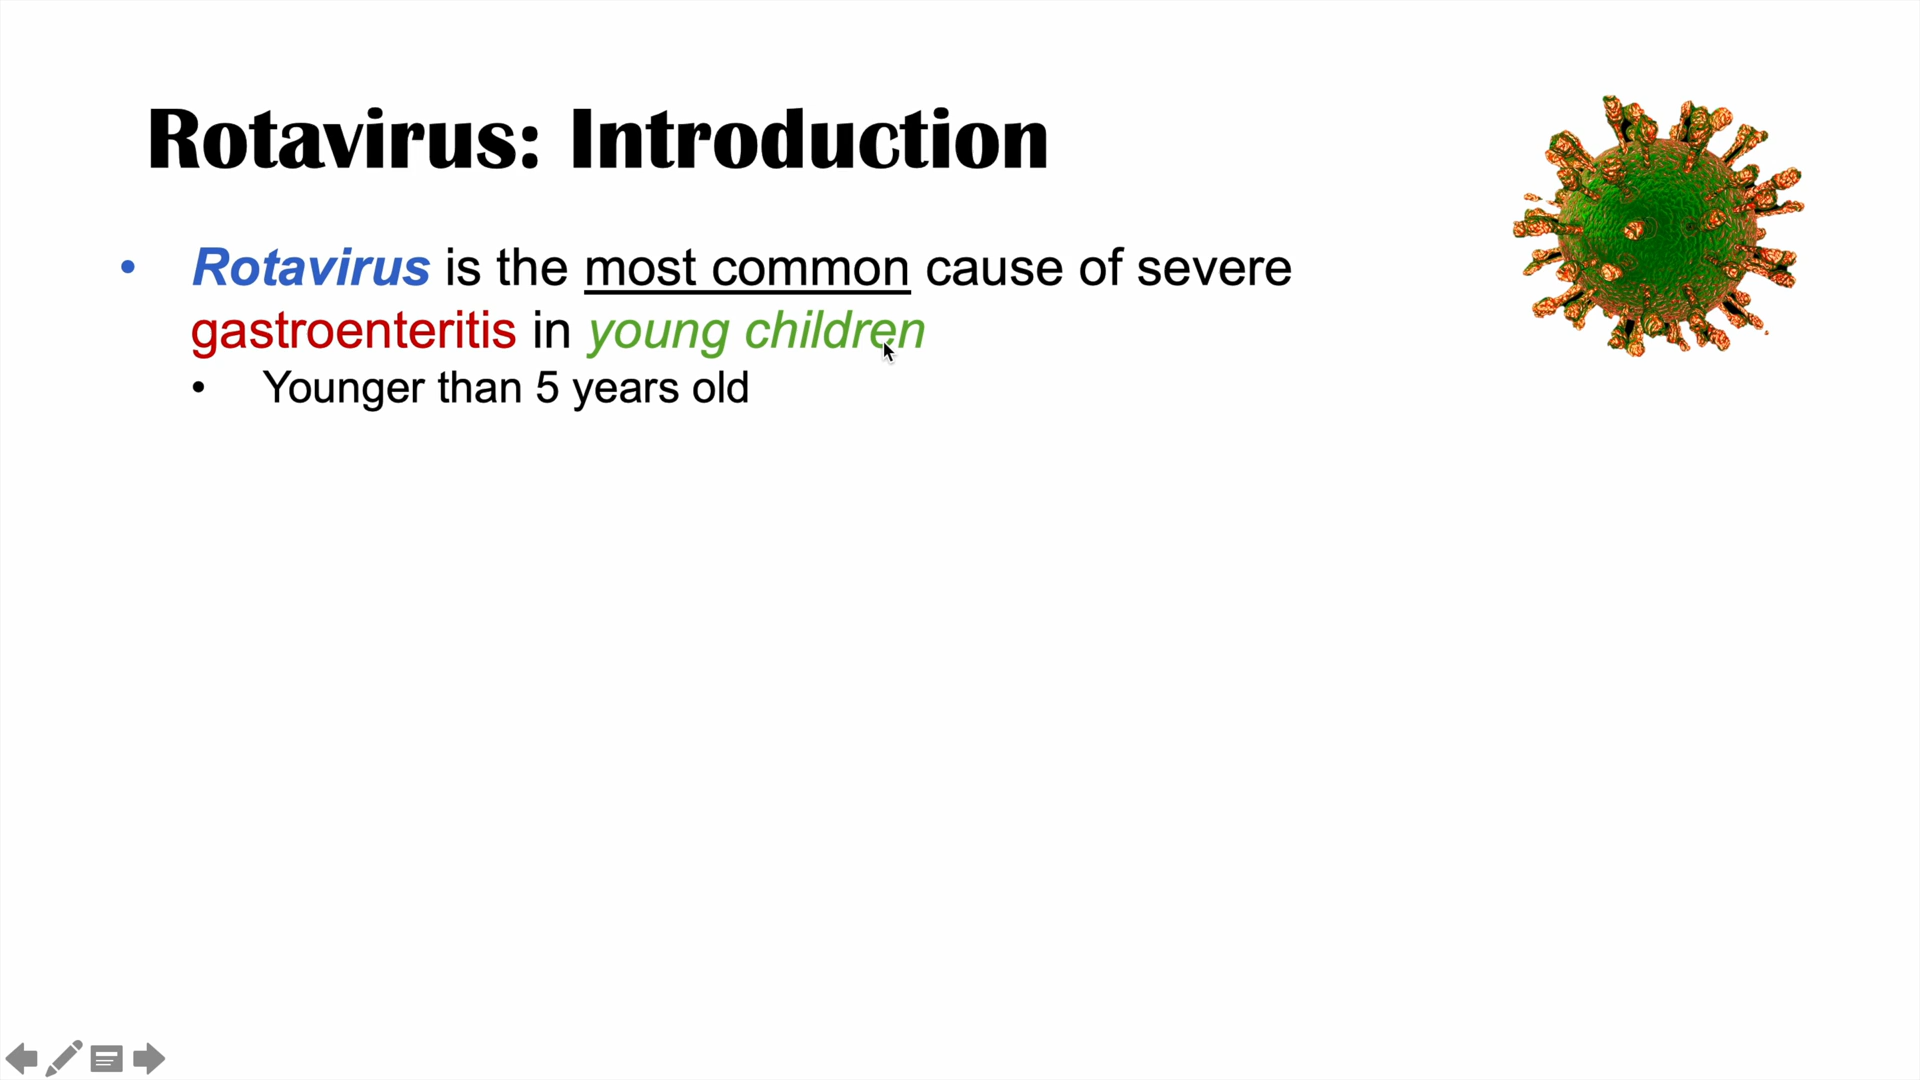 Rotavirus: Introduction
• Rotavirus is the most common cause of severe
gastroenteritis in young children
• Younger than 5 years old